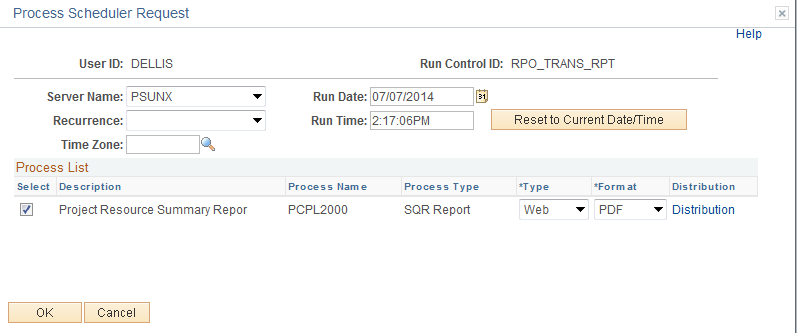 Process Scheduler Request
Help
User ID: DELLIS Run Control ID: RPO_TRANS_RPT
Server Name: PSUNX Run Date: 07/07/2014 31
Recurrence: Run Time: 2:17:06PM Reset to Current Date/Time
Time Zone:
Process List
Select Description Process Name Process Type *Type *Format Distribution
Project Resource Summary Repor PCPL2000 SQR Report Web PDF Distribution
OK Cancel